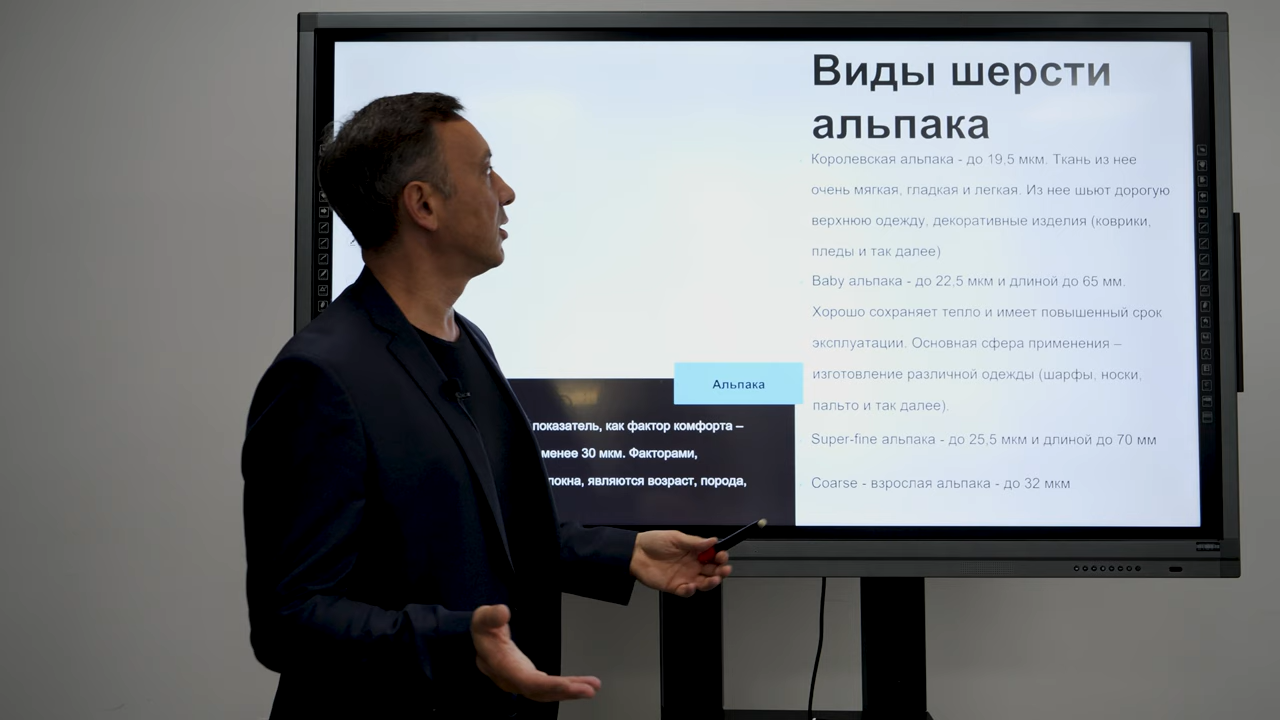 Виды шерсти
альпака
Королевская альпака - до 19,5 мкм. Ткань из нее
очень мягкая, гладкая и легкая. Из нее шьют дорогую
верхнюю одежду, декоративные изделия (коврики,
пледы и так далее)
Baby альпака - до 22,5 мкм и длиной до 65 мм.
Хорошо сохраняет тепло и имеет повышенный срок
эксплуатации. Основная сфера применения –
изготовление различной одежды (шарфы, носки,
пальто и так далее).
Super-fine альпака - до 25,5 мкм и длиной до 70 мм
Coarse - взрослая альпака - до 32 мкм
Альпака
показатель, как фактор комфорта –
менее 30 мкм. Факторами,
являются возраст, порода,